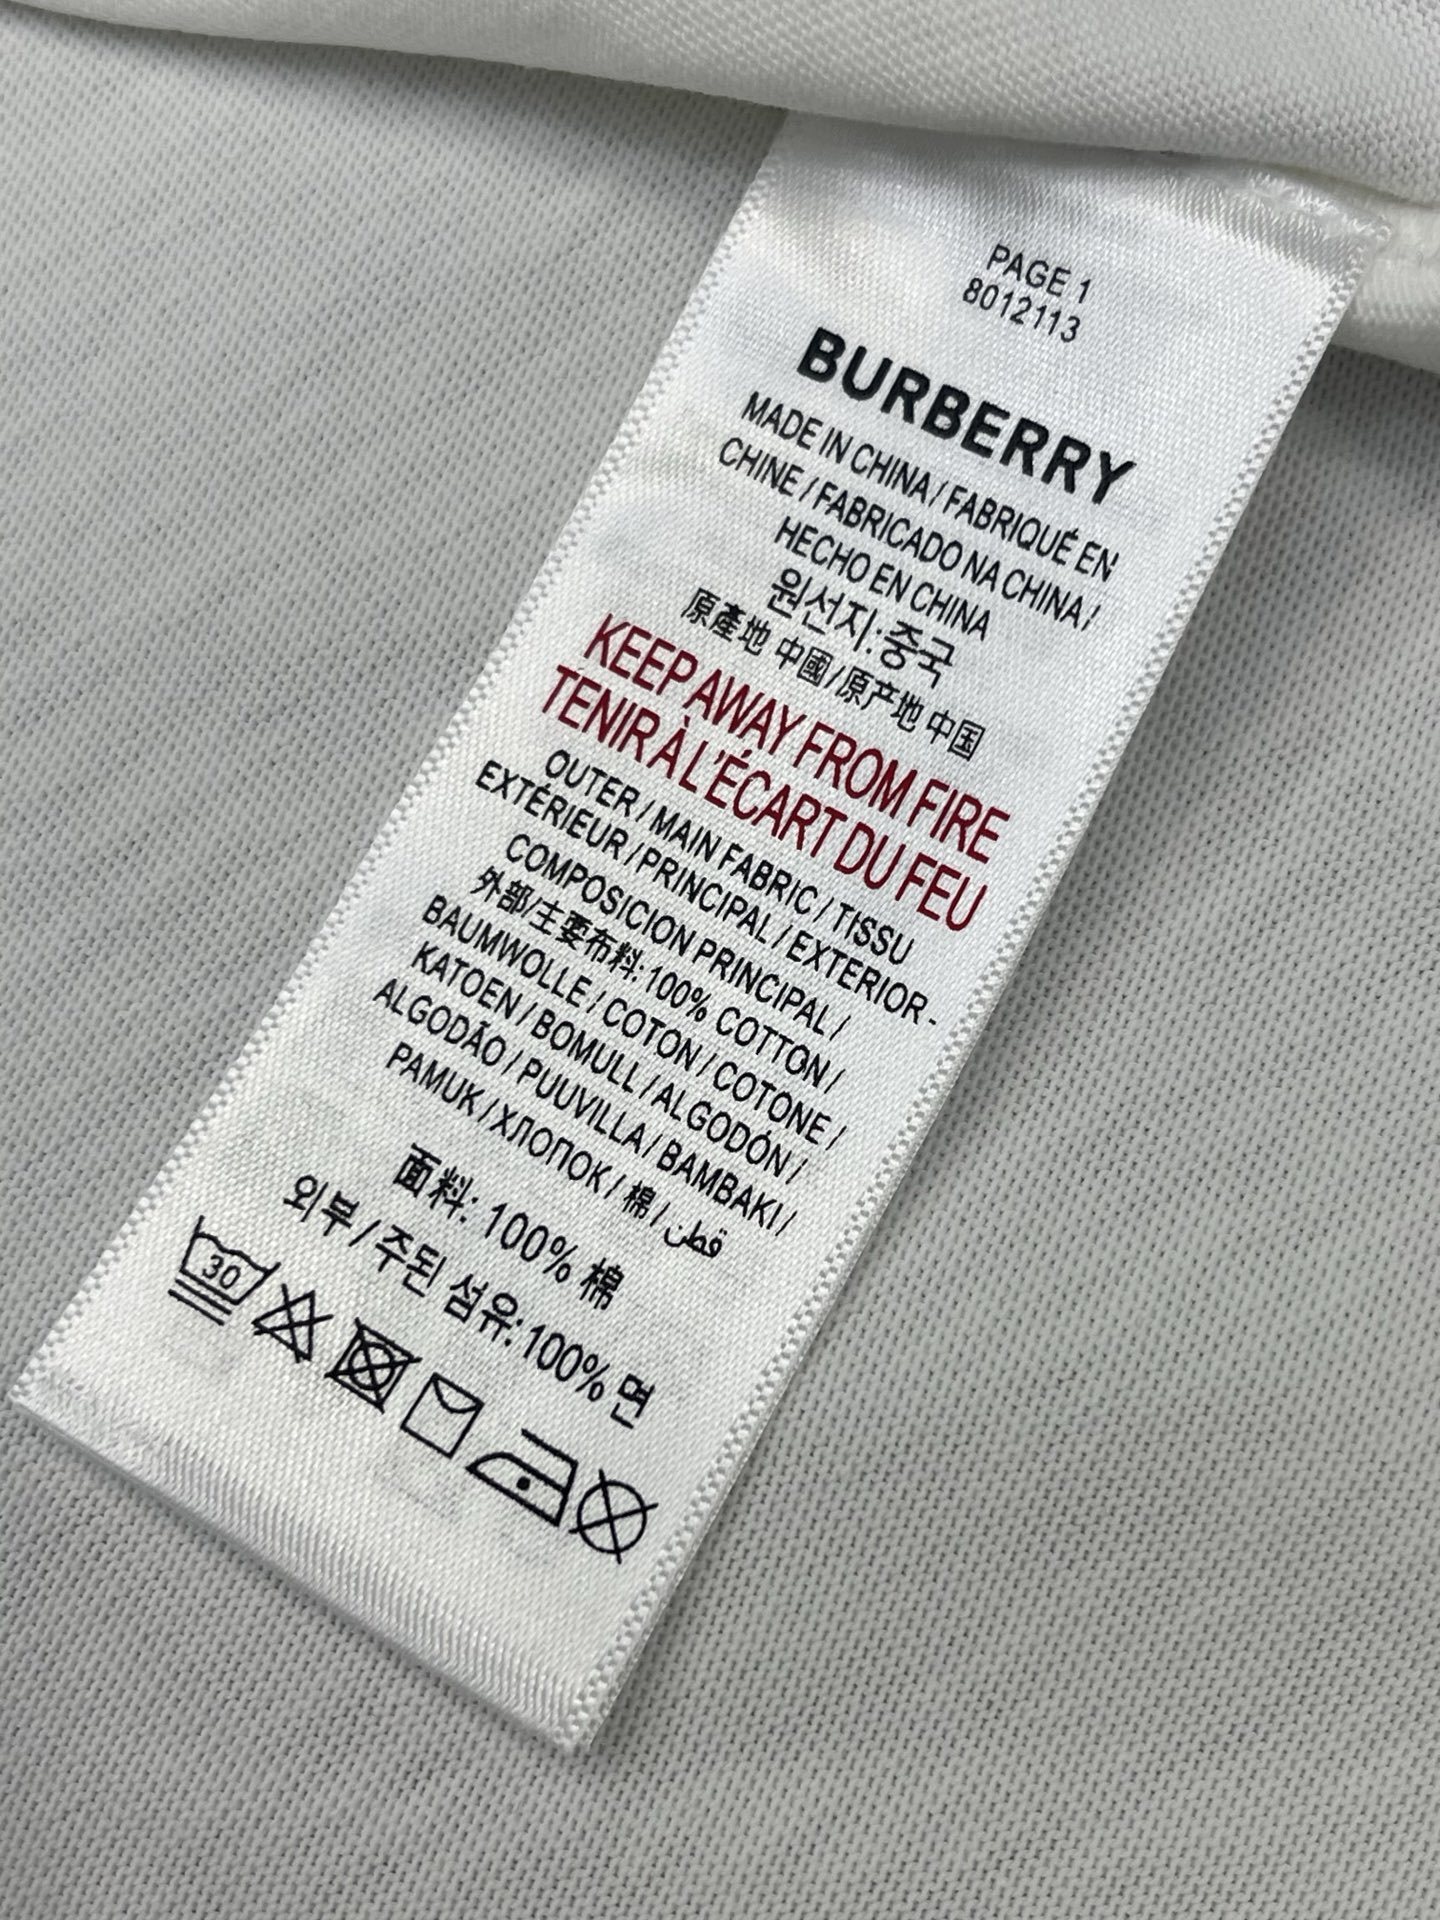 PAGE 1
8012113
BURBERRY
MADE IN CHINA / FABRIQUÉ EN
CHINE / FABRICADO NA CHINA /
HECHO EN CHINA
원선지:중국
原產地 中國/原产地 中国
KEEP AWAY FROM FIRE
TENIR À L'ÉCART DU FEU
OUTER / MAIN FABRIC / TISSU
EXTÉRIEUR / PRINCIPAL / EXTERIOR -
COMPOSICION PRINCIPAL /
外部/主要布料:100% COTTON /
BAUMWOLLE / COTON / COTONE /
KATOEN / BOMULL / ALGODÓN /
ALGODÃO / PUUVILLA / BAMBAKI /
PAMUK / ХЛОПОК / 棉 / قطن
面料: 100% 棉
외부 / 주된 섬유:100% 면
30